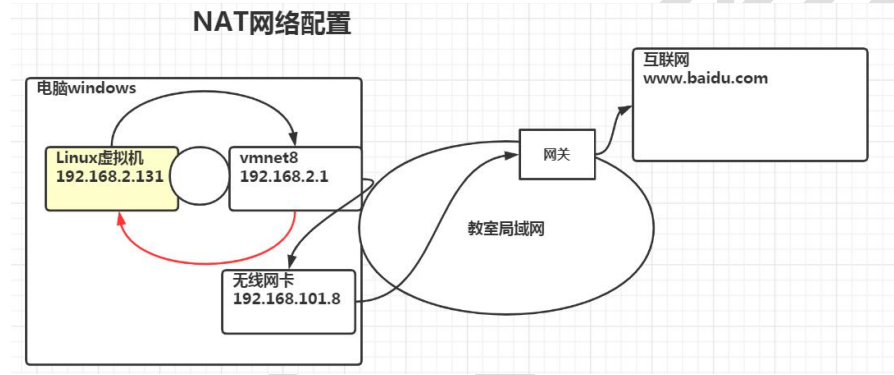 NAT网络配置
电脑windows
互联网
www.baidu.com
Linux虚拟机
192.168.2.131
vmnet8
192.168.2.1
网关
教室局域网
无线网卡
192.168.101.8